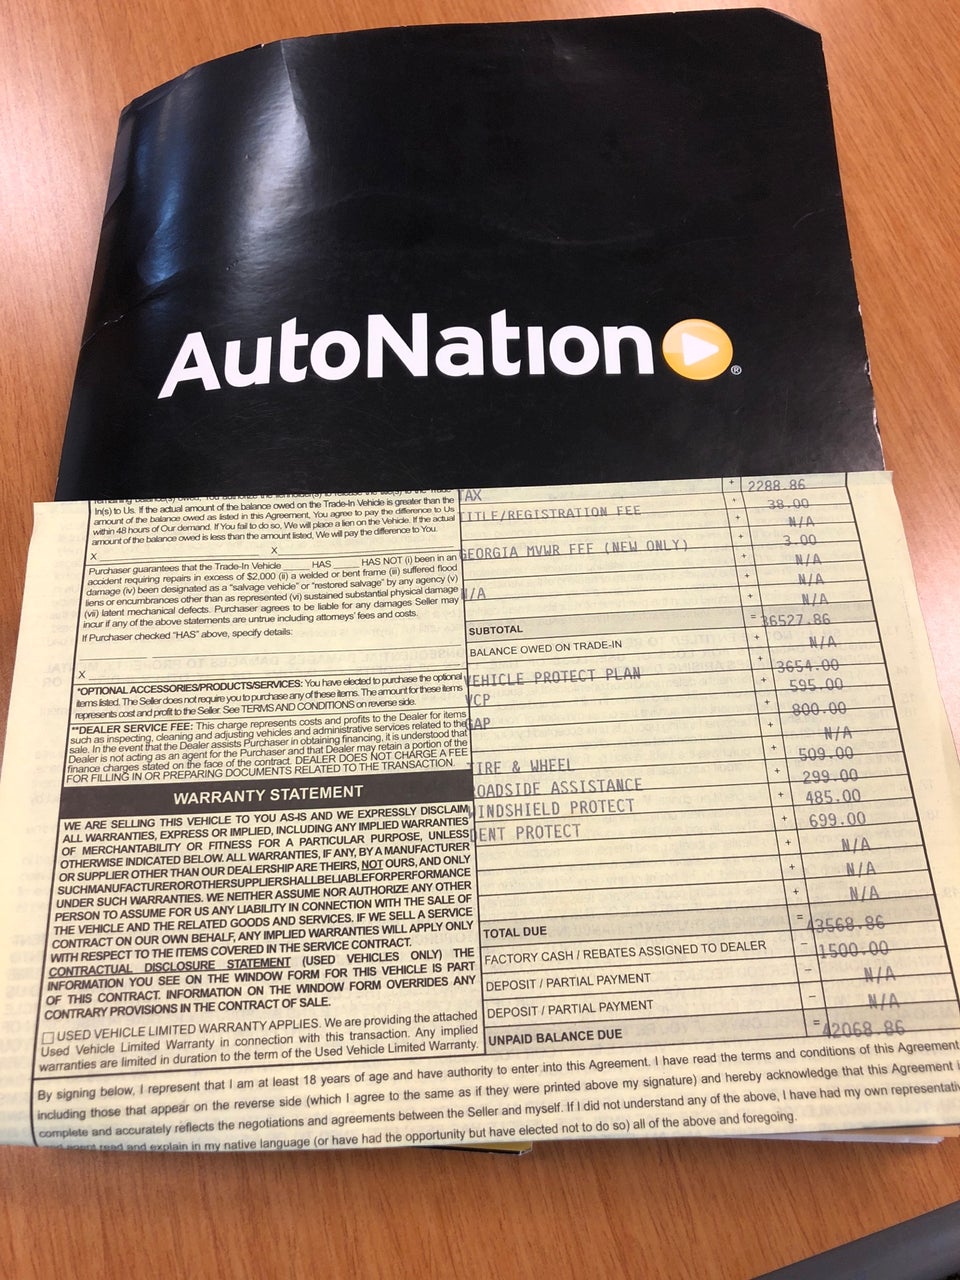 AutoNation
®
remaining balance(s) owed, You authorize the lienholder(s) to release the title(s) to the Trade-
In(s) to Us. If the actual amount of the balance owed on the Trade-In Vehicle is greater than the
amount of the balance owed as listed in this Agreement, You agree to pay the difference to Us
within 48 hours of Our demand. If You fail to do so, We will place a lien on the Vehicle. If the actual
amount of the balance owed is less than the amount listed, We will pay the difference to You.
X X
Purchaser guarantees that the Trade-In Vehicle ______ HAS ______ HAS NOT (i) been in an
accident requiring repairs in excess of $2,000 (ii) a welded or bent frame (iii) suffered flood
damage (iv) been designated as a “salvage vehicle” or “restored salvage” by any agency (v)
liens or encumbrances other than as represented (vi) sustained substantial physical damage
(vii) latent mechanical defects. Purchaser agrees to be liable for any damages Seller may
incur if any of the above statements are untrue including attorneys’ fees and costs.
If Purchaser checked “HAS” above, specify details:
X
*OPTIONAL ACCESSORIES/PRODUCTS/SERVICES: You have elected to purchase the optional
items listed. The Seller does not require you to purchase any of these items. The amount for these items
represents cost and profit to the Seller. See TERMS AND CONDITIONS on reverse side.
**DEALER SERVICE FEE: This charge represents costs and profits to the Dealer for items
such as inspecting, cleaning and adjusting vehicles and administrative services related to the
sale. In the event that the Dealer assists Purchaser in obtaining financing, it is understood that
Dealer is not acting as an agent for the Purchaser and that Dealer may retain a portion of the
finance charges stated on the face of the contract. DEALER DOES NOT CHARGE A FEE
FOR FILLING IN OR PREPARING DOCUMENTS RELATED TO THE TRANSACTION.
WARRANTY STATEMENT
WE ARE SELLING THIS VEHICLE TO YOU AS-IS AND WE EXPRESSLY DISCLAIM
ALL WARRANTIES, EXPRESS OR IMPLIED, INCLUDING ANY IMPLIED WARRANTIES
OF MERCHANTABILITY OR FITNESS FOR A PARTICULAR PURPOSE, UNLESS
OTHERWISE INDICATED BELOW. ALL WARRANTIES, IF ANY, BY A MANUFACTURER
OR SUPPLIER OTHER THAN OUR DEALERSHIP ARE THEIRS, NOT OURS, AND ONLY
SUCHMANUFACTUREROROTHERSUPPLIERSHALLBELIABLEFORPERFORMANCE
UNDER SUCH WARRANTIES. WE NEITHER ASSUME NOR AUTHORIZE ANY OTHER
PERSON TO ASSUME FOR US ANY LIABILITY IN CONNECTION WITH THE SALE OF
THE VEHICLE AND THE RELATED GOODS AND SERVICES. IF WE SELL A SERVICE
CONTRACT ON OUR OWN BEHALF, ANY IMPLIED WARRANTIES WILL APPLY ONLY
WITH RESPECT TO THE ITEMS COVERED IN THE SERVICE CONTRACT.
CONTRACTUAL DISCLOSURE STATEMENT (USED VEHICLES ONLY) THE
INFORMATION YOU SEE ON THE WINDOW FORM FOR THIS VEHICLE IS PART
OF THIS CONTRACT. INFORMATION ON THE WINDOW FORM OVERRIDES ANY
CONTRARY PROVISIONS IN THE CONTRACT OF SALE.
☐ USED VEHICLE LIMITED WARRANTY APPLIES. We are providing the attached
Used Vehicle Limited Warranty in connection with this transaction. Any implied
warranties are limited in duration to the term of the Used Vehicle Limited Warranty.
TAX + 2288.86
TITLE/REGISTRATION FEE + 38.00
+ N/A
GEORGIA MVWR FEE (NEW ONLY) + 3.00
+ N/A
N/A + N/A
+ N/A
SUBTOTAL = 36527.86
BALANCE OWED ON TRADE-IN + N/A
VEHICLE PROTECT PLAN + 3654.00
VCP + 595.00
GAP + 800.00
N/A
TIRE & WHEEL + 509.00
ROADSIDE ASSISTANCE + 299.00
WINDSHIELD PROTECT + 485.00
DENT PROTECT + 699.00
+ N/A
+ N/A
+ N/A
TOTAL DUE = 43568.86
FACTORY CASH / REBATES ASSIGNED TO DEALER – 1500.00
DEPOSIT / PARTIAL PAYMENT – N/A
DEPOSIT / PARTIAL PAYMENT – N/A
UNPAID BALANCE DUE = 42068.86
By signing below, I represent that I am at least 18 years of age and have authority to enter into this Agreement. I have read the terms and conditions of this Agreement
including those that appear on the reverse side (which I agree to the same as if they were printed above my signature) and hereby acknowledge that this Agreement i
complete and accurately reflects the negotiations and agreements between the Seller and myself. If I did not understand any of the above, I have had my own representativ
read and explain in my native language (or have had the opportunity but have elected not to do so) all of the above and foregoing.